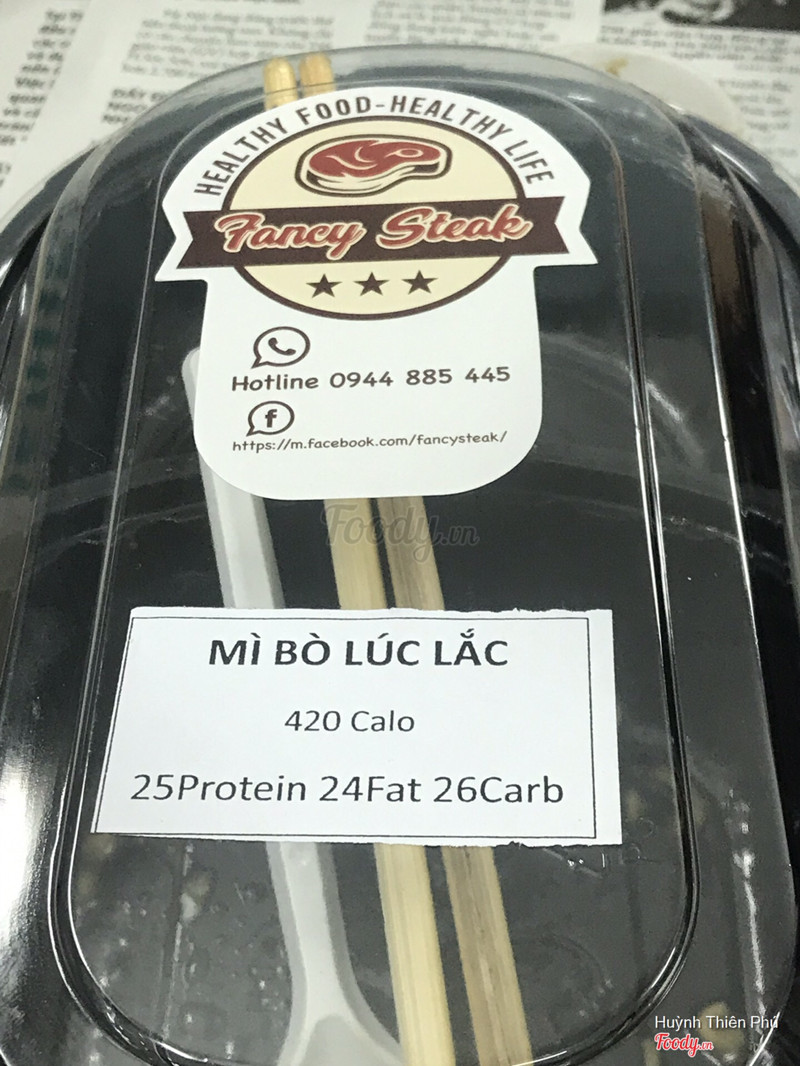 HEALTHY FOOD-HEALTHY LIFE
Fancy Steak
Hotline 0944 885 445
f
https://m.facebook.com/fancysteak/
Foody.vn
MÌ BÒ LÚC LẮC
420 Calo
25Protein 24Fat 26Carb
Huỳnh Thiên Phú
Foody.vn